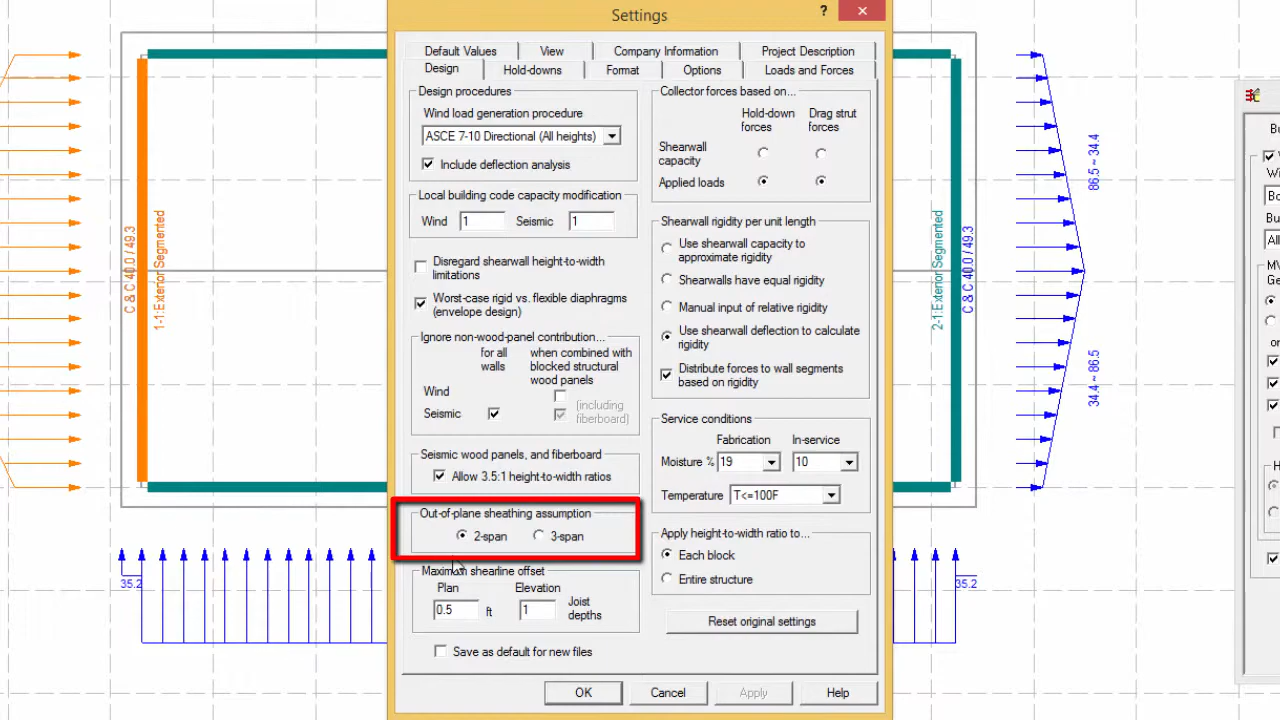 Settings
?
Default Values
View
Company Information
Project Description
Design
Hold-downs
Format
Options
Loads and Forces
Design procedures
Wind load generation procedure
ASCE 7-10 Directional (All heights)
Include deflection analysis
Local building code capacity modification
Wind 1 Seismic 1
Disregard shearwall height-to-width
limitations
Worst-case rigid vs. flexible diaphragms
(envelope design)
Ignore non-wood-panel contribution...
for all
walls
when combined with
blocked structural
wood panels
Wind
Seismic
(including
fiberboard)
Seismic wood panels, and fiberboard
Allow 3.5:1 height-to-width ratios
Out-of-plane sheathing assumption
2-span 3-span
Maximum shearline offset
Plan
Elevation
0.5 ft 1
Joist
depths
Save as default for new files
Collector forces based on...
Hold-down
forces
Drag strut
forces
Shearwall
capacity
Applied loads
Shearwall rigidity per unit length
Use shearwall capacity to
approximate rigidity
Shearwalls have equal rigidity
Manual input of relative rigidity
Use shearwall deflection to calculate
rigidity
Distribute forces to wall segments
based on rigidity
Service conditions
Fabrication
In-service
Moisture % 19 10
Temperature T<=100F
Apply height-to-width ratio to...
Each block
Entire structure
Reset original settings
OK
Cancel
Apply
Help
C & C 40.0 / 49.3
1-1:Exterior Segmented
2-1:Exterior Segmented
C & C 40.0 / 49.3
86.5 ~ 34.4
34.4 ~ 86.5
35.2
35.2